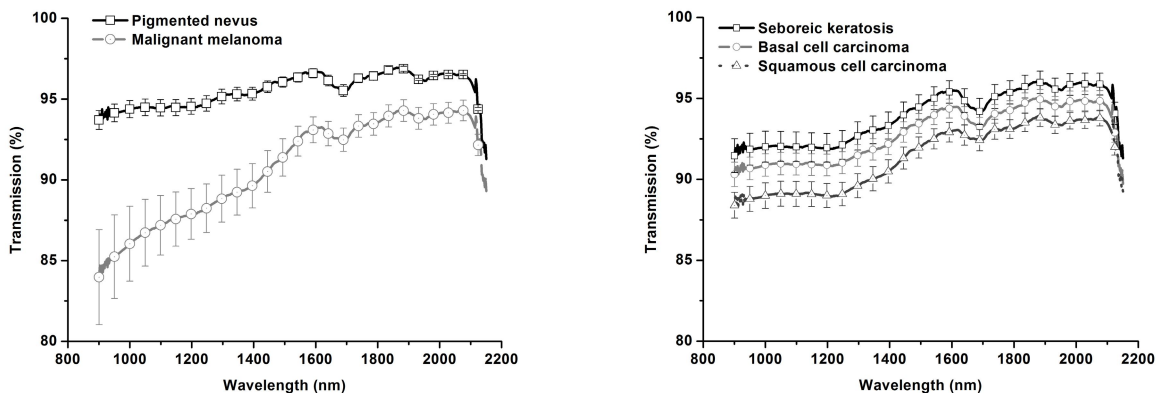 Pigmented nevus
Malignant melanoma
Transmission (%)
100
95
90
85
80
800 1000 1200 1400 1600 1800 2000 2200
Wavelength (nm)
Seboreic keratosis
Basal cell carcinoma
Squamous cell carcinoma
Transmission (%)
100
95
90
85
80
800 1000 1200 1400 1600 1800 2000 2200
Wavelength (nm)